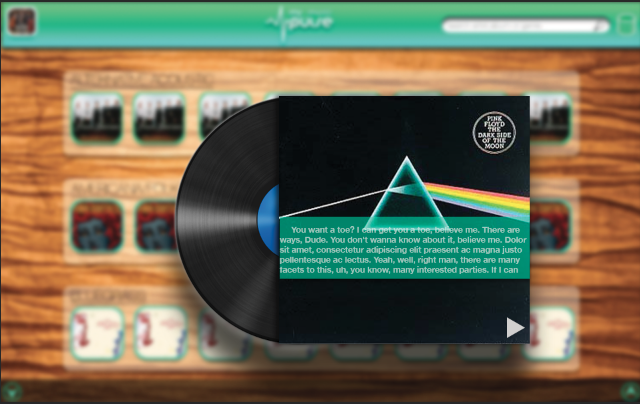 pulse
PINK
FLOYD
THE
DARK SIDE
OF THE
MOON
You want a toe? I can get you a toe, believe me. There are
ways, Dude. You don't wanna know about it, believe me. Dolor
sit amet, consectetur adipiscing elit praesent ac magna justo
pellentesque ac lectus. Yeah, well, right man, there are many
facets to this, uh, you know, many interested parties. If I can